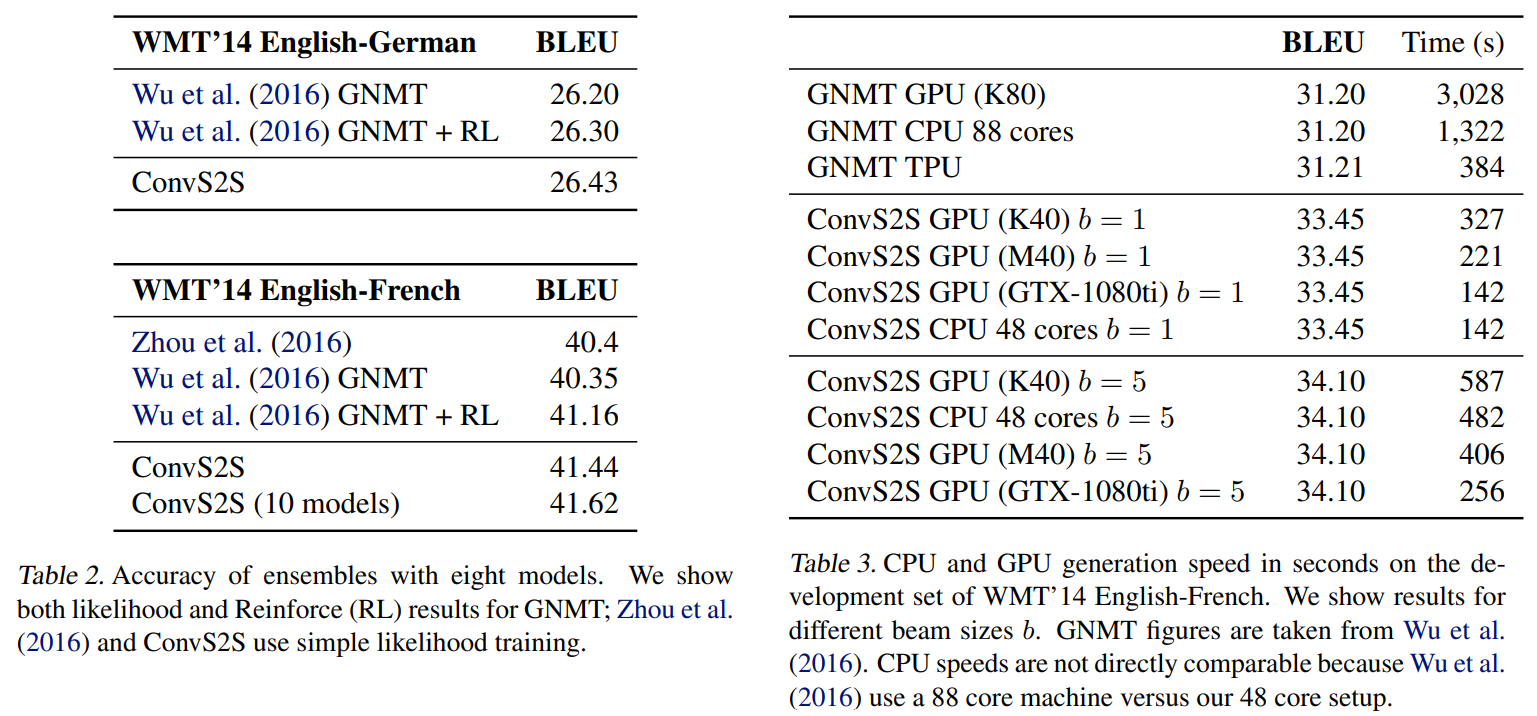 WMT'14 English-German BLEU
Wu et al. (2016) GNMT 26.20
Wu et al. (2016) GNMT + RL 26.30
ConvS2S 26.43
WMT'14 English-French BLEU
Zhou et al. (2016) 40.4
Wu et al. (2016) GNMT 40.35
Wu et al. (2016) GNMT + RL 41.16
ConvS2S 41.44
ConvS2S (10 models) 41.62
Table 2. Accuracy of ensembles with eight models. We show
both likelihood and Reinforce (RL) results for GNMT; Zhou et al.
(2016) and ConvS2S use simple likelihood training.
BLEU Time (s)
GNMT GPU (K80) 31.20 3,028
GNMT CPU 88 cores 31.20 1,322
GNMT TPU 31.21 384
ConvS2S GPU (K40) b = 1 33.45 327
ConvS2S GPU (M40) b = 1 33.45 221
ConvS2S GPU (GTX-1080ti) b = 1 33.45 142
ConvS2S CPU 48 cores b = 1 33.45 142
ConvS2S GPU (K40) b = 5 34.10 587
ConvS2S CPU 48 cores b = 5 34.10 482
ConvS2S GPU (M40) b = 5 34.10 406
ConvS2S GPU (GTX-1080ti) b = 5 34.10 256
Table 3. CPU and GPU generation speed in seconds on the de-
velopment set of WMT'14 English-French. We show results for
different beam sizes b. GNMT figures are taken from Wu et al.
(2016). CPU speeds are not directly comparable because Wu et al.
(2016) use a 88 core machine versus our 48 core setup.